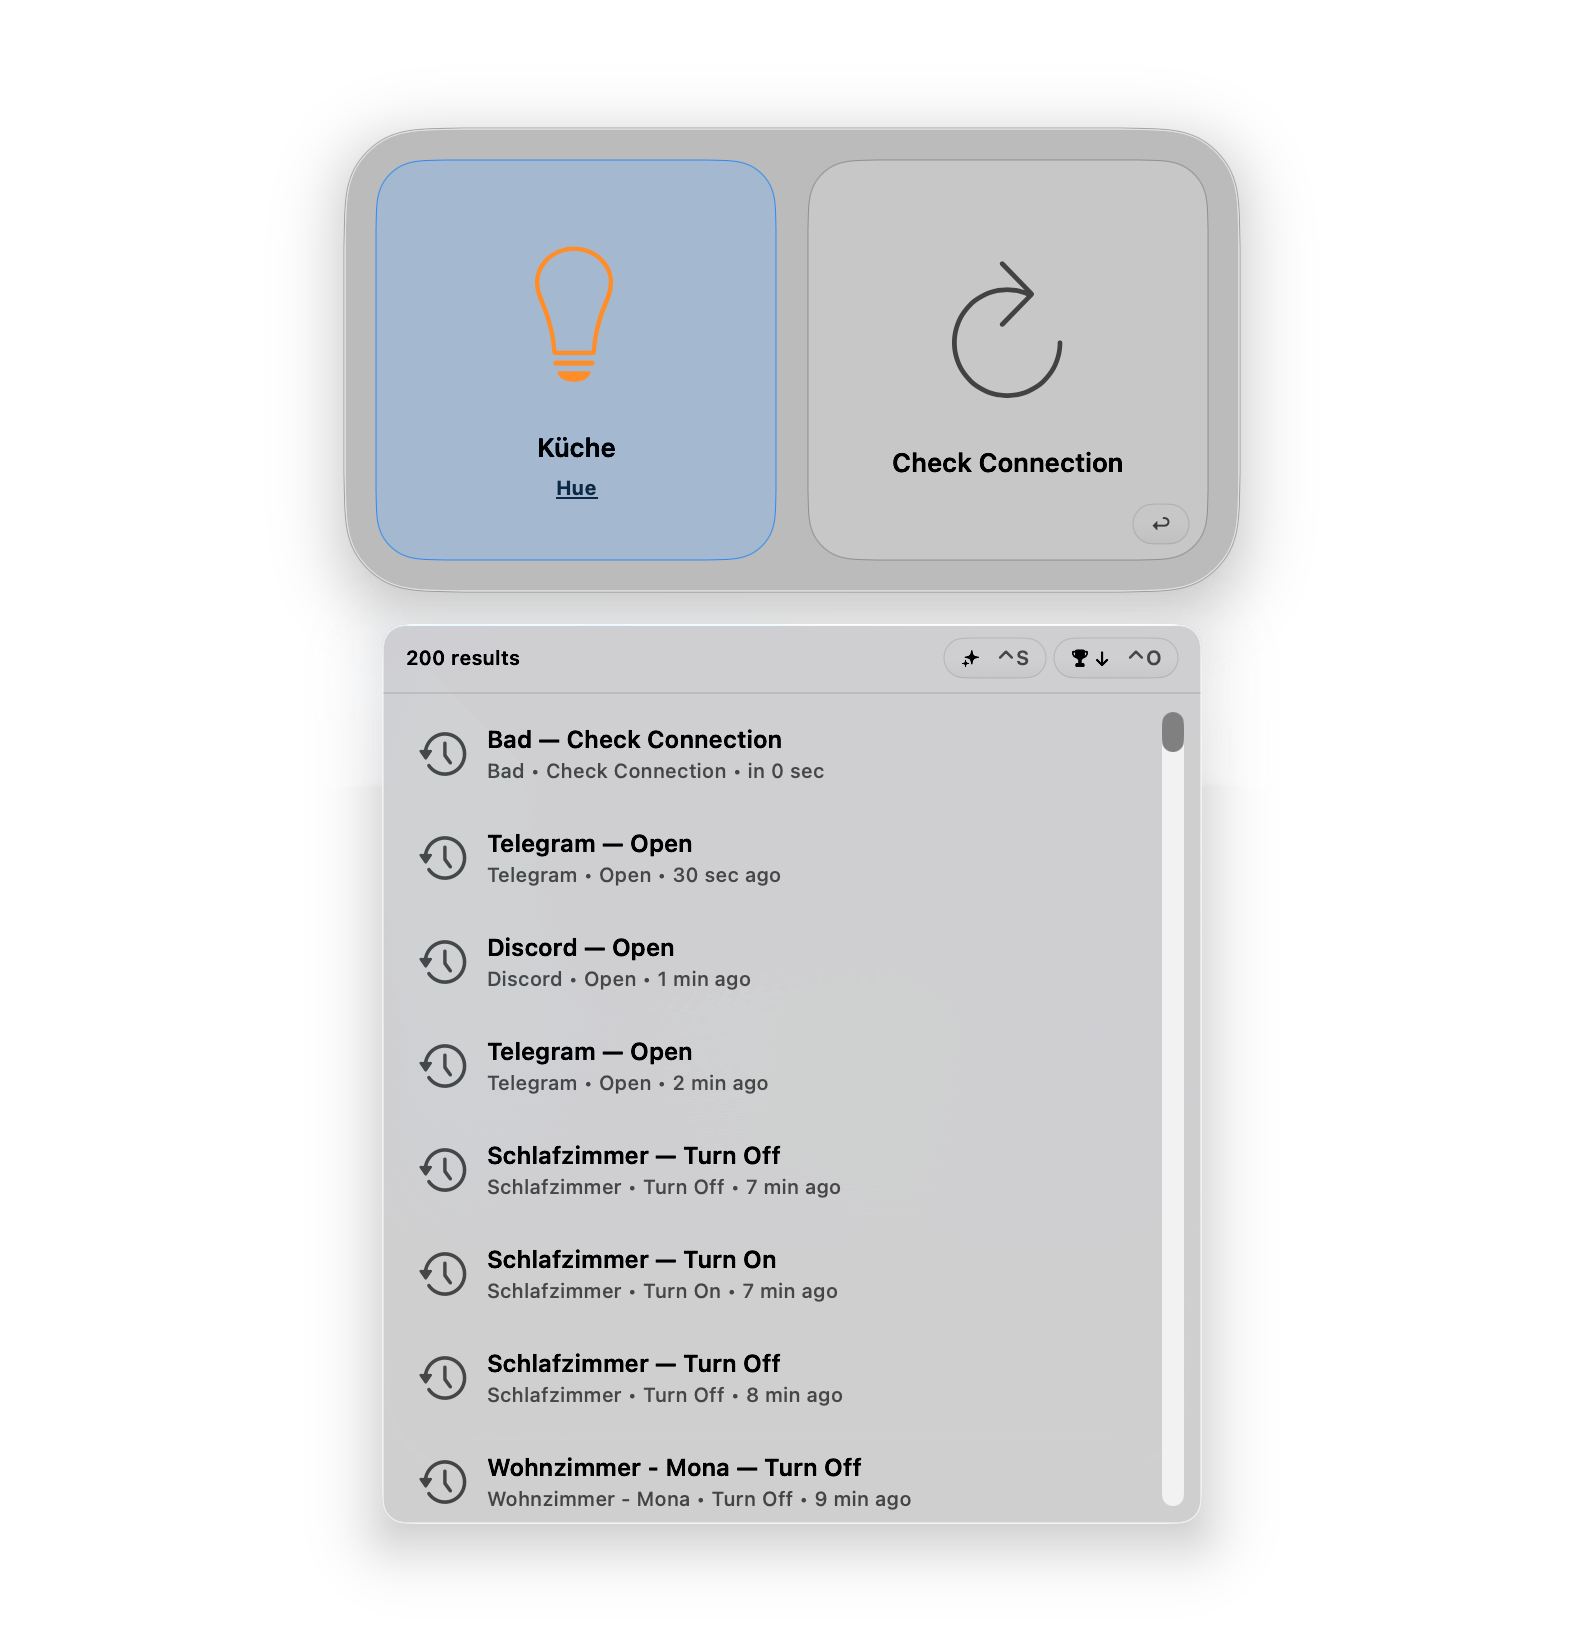 Küche
Hue
Check Connection
200 results
^S
^O
Bad — Check Connection
Bad • Check Connection • in 0 sec
Telegram — Open
Telegram • Open • 30 sec ago
Discord — Open
Discord • Open • 1 min ago
Telegram — Open
Telegram • Open • 2 min ago
Schlafzimmer — Turn Off
Schlafzimmer • Turn Off • 7 min ago
Schlafzimmer — Turn On
Schlafzimmer • Turn On • 7 min ago
Schlafzimmer — Turn Off
Schlafzimmer • Turn Off • 8 min ago
Wohnzimmer - Mona — Turn Off
Wohnzimmer - Mona • Turn Off • 9 min ago